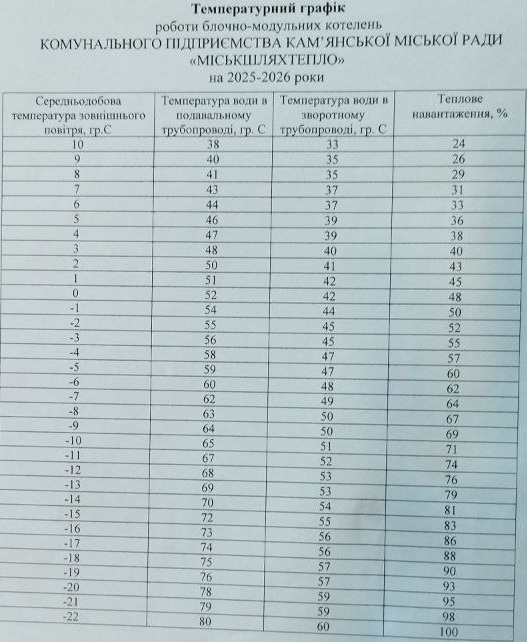 Температурний графік
роботи блочно-модульних котелень
КОМУНАЛЬНОГО ПІДПРИЄМСТВА КАМ’ЯНСЬКОЇ МІСЬКОЇ РАДИ
«МІСЬКШЛЯХТЕПЛО»
на 2025-2026 роки
Середньодобова Температура води в Температура води в Теплове
температура зовнішнього подавальному зворотному навантаження, %
повітря, гр.С трубопроводі, гр. С трубопроводі, гр. С
10 38 33 24
9 40 35 26
8 41 35 29
7 43 37 31
6 44 37 33
5 46 39 36
4 47 39 38
3 48 40 40
2 50 41 43
1 51 42 45
0 52 42 48
-1 54 44 50
-2 55 45 52
-3 56 45 55
-4 58 47 57
-5 59 47 60
-6 60 48 62
-7 62 49 64
-8 63 50 67
-9 64 50 69
-10 65 51 71
-11 67 52 74
-12 68 53 76
-13 69 53 79
-14 70 54 81
-15 72 55 83
-16 73 56 86
-17 74 56 88
-18 75 57 90
-19 76 57 93
-20 78 59 95
-21 79 59 98
-22 80 60 100